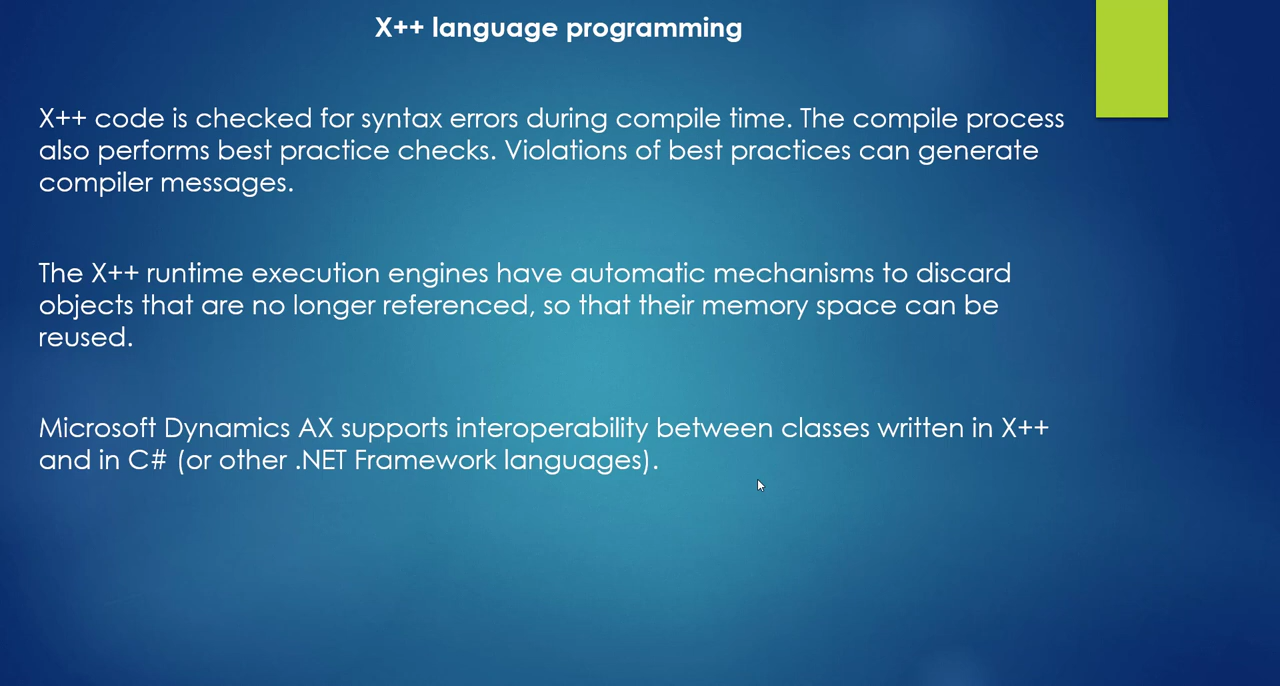 X++ language programming
X++ code is checked for syntax errors during compile time. The compile process
also performs best practice checks. Violations of best practices can generate
compiler messages.
The X++ runtime execution engines have automatic mechanisms to discard
objects that are no longer referenced, so that their memory space can be
reused.
Microsoft Dynamics AX supports interoperability between classes written in X++
and in C# (or other .NET Framework languages).